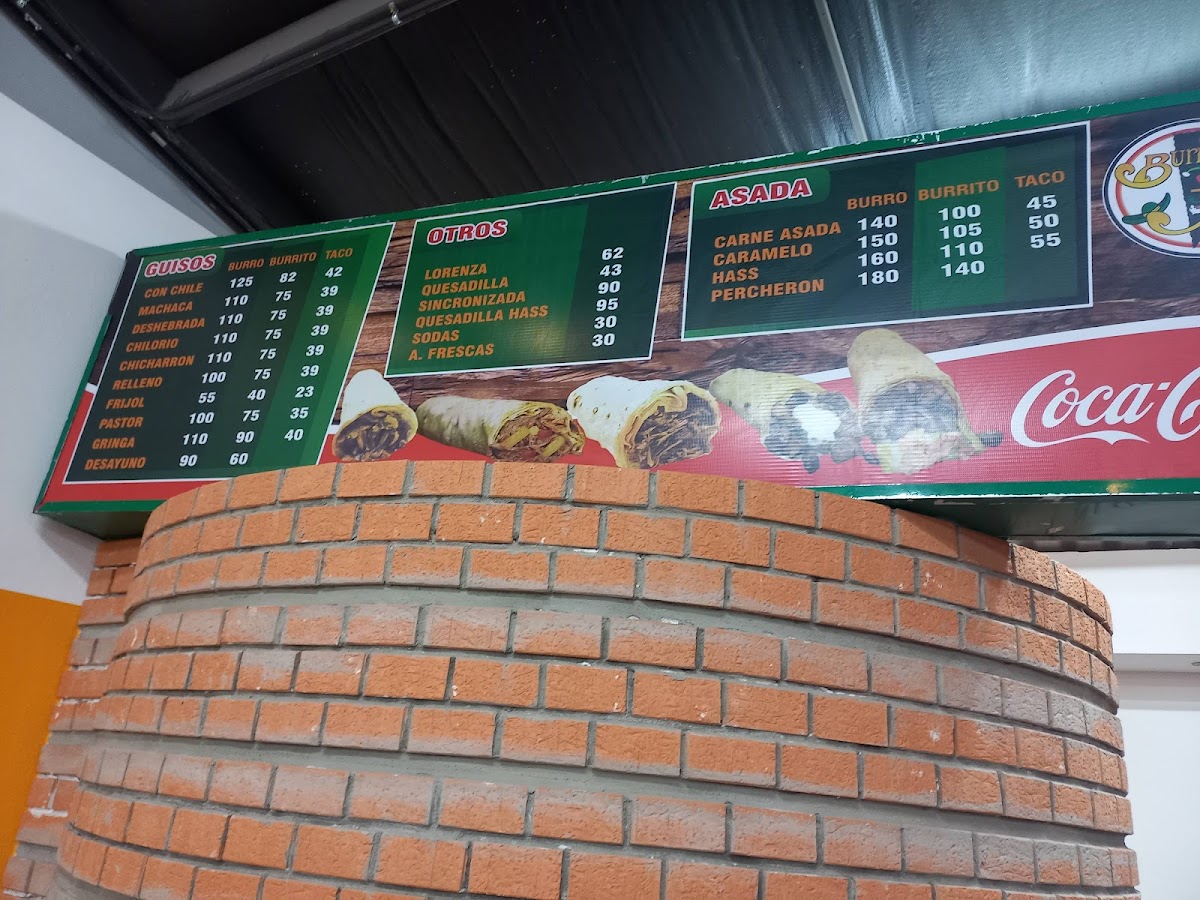 GUISOS BURRO BURRITO TACO
CON CHILE 125 82 42
MACHACA 110 75 39
DESHEBRADA 110 75 39
CHILORIO 110 75 39
CHICHARRON 110 75 39
RELLENO 100 75 39
FRIJOL 55 40 23
PASTOR 100 75 35
GRINGA 110 90 40
DESAYUNO 90 60
OTROS
LORENZA 62
QUESADILLA 43
SINCRONIZADA 90
QUESADILLA HASS 95
SODAS 30
A. FRESCAS 30
ASADA BURRO BURRITO TACO
CARNE ASADA 140 100 45
CARAMELO 150 105 50
HASS 160 110 55
PERCHERON 180 140
Coca-C